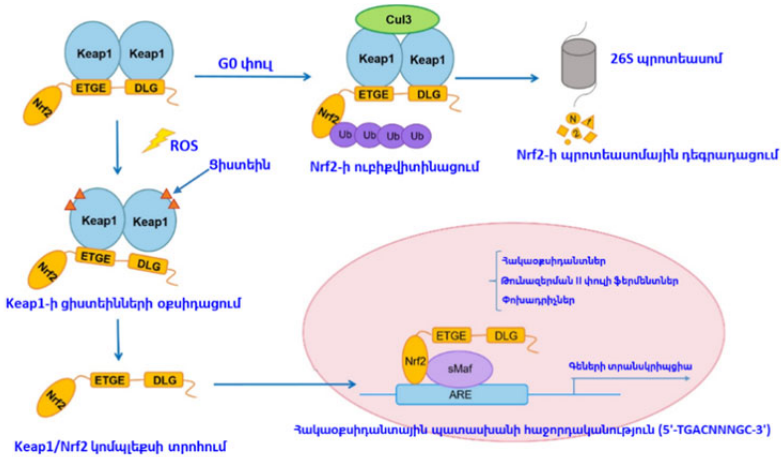 Cul3
Keap1 Keap1
ETGE DLG
Nrf2
G0 փուլ
Keap1 Keap1
ETGE DLG
Nrf2
Ub Ub Ub Ub
Nrf2-ի ուբիքվիտինացում
26S պրոտեասոմ
N f
2
Nrf2-ի պրոտեասոմային դեգրադացում
ROS
Ցիստեին
Keap1 Keap1
ETGE DLG
Nrf2
Keap1-ի ցիստեինների օքսիդացում
ETGE DLG
Nrf2
Keap1/Nrf2 կոմպլեքսի տրոհում
Հակաօքսիդանտներ
Թունազերման II փուլի ֆերմենտներ
Փոխադրիչներ
ETGE DLG
Nrf2
sMaf
ARE
Գեների տրանսկրիպցիա
Հակաօքսիդանտային պատասխանի հաջորդականություն (5'-TGACNNNGC-3')